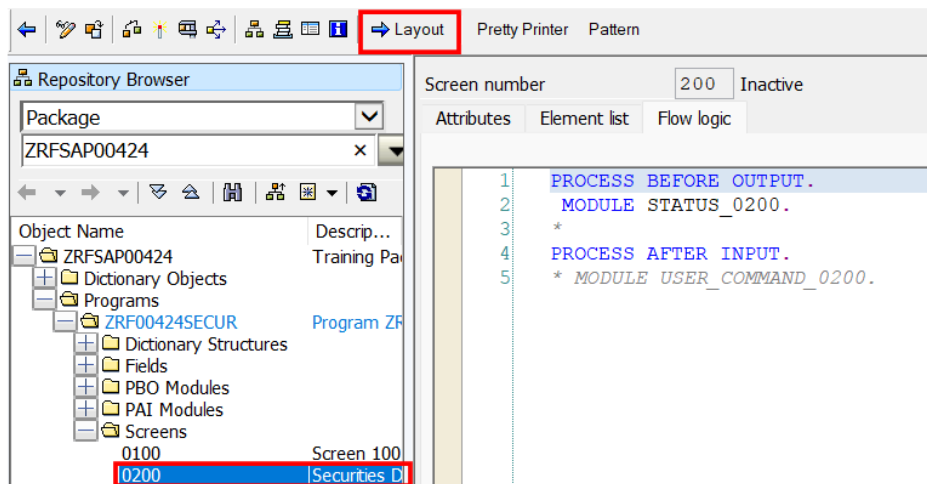 Layout Pretty Printer Pattern
Repository Browser
Package
ZRFSAP00424
Object Name Descrip...
ZRFSAP00424 Training Pa
Dictionary Objects
Programs
ZRF00424SECUR Program ZR
Dictionary Structures
Fields
PBO Modules
PAI Modules
Screens
0100 Screen 100
0200 Securities D
Screen number 200 Inactive
Attributes Element list Flow logic
1 PROCESS BEFORE OUTPUT.
2 MODULE STATUS_0200.
3 *
4 PROCESS AFTER INPUT.
5 * MODULE USER_COMMAND_0200.